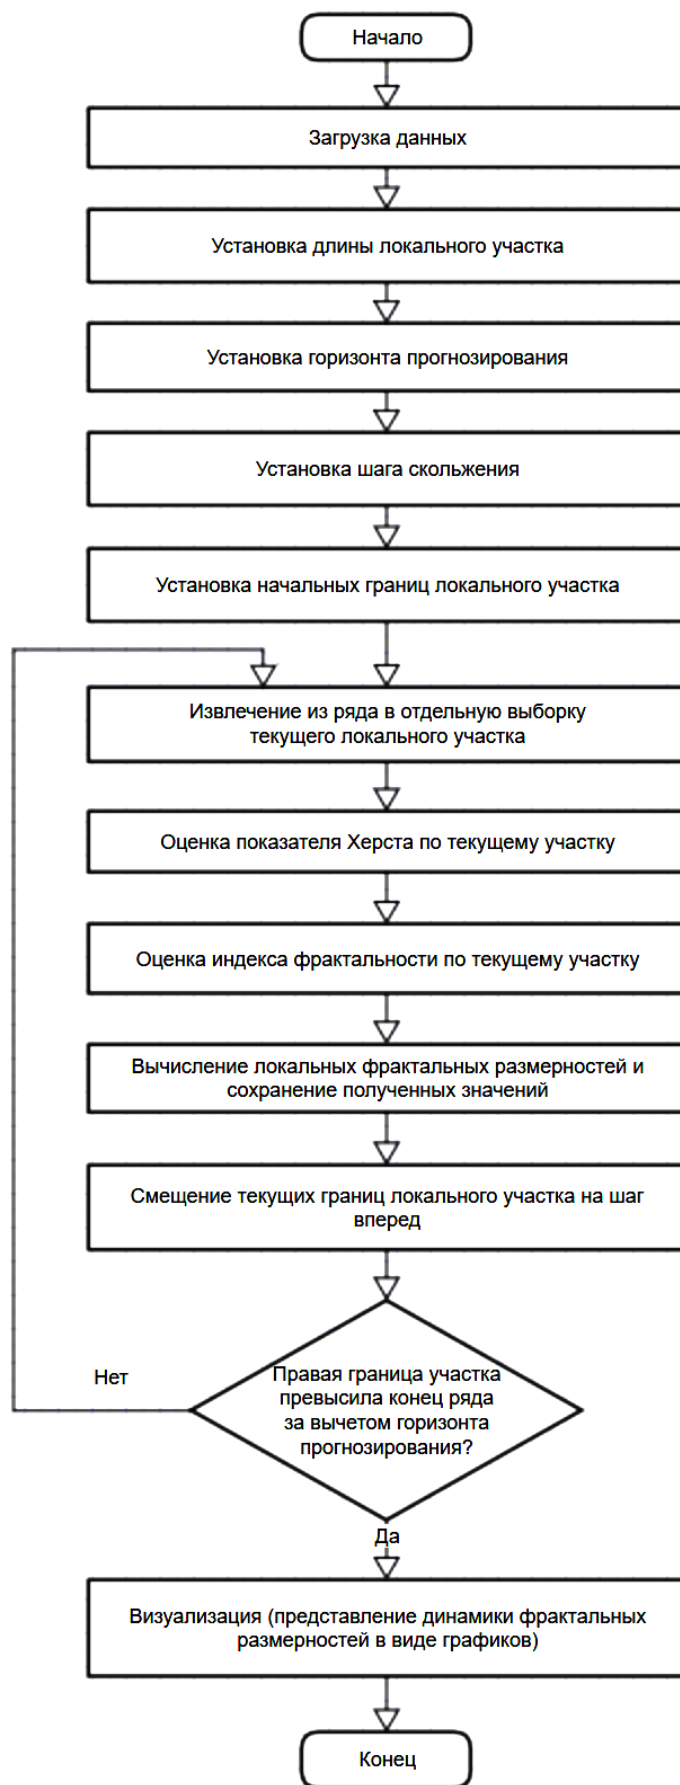 Начало
Загрузка данных
Установка длины локального участка
Установка горизонта прогнозирования
Установка шага скольжения
Установка начальных границ локального участка
Извлечение из ряда в отдельную выборку
текущего локального участка
Оценка показателя Херста по текущему участку
Оценка индекса фрактальности по текущему участку
Вычисление локальных фрактальных размерностей и
сохранение полученных значений
Смещение текущих границ локального участка на шаг
вперед
Нет
Правая граница участка
превысила конец ряда
за вычетом горизонта
прогнозирования?
Да
Визуализация (представление динамики фрактальных
размерностей в виде графиков)
Конец